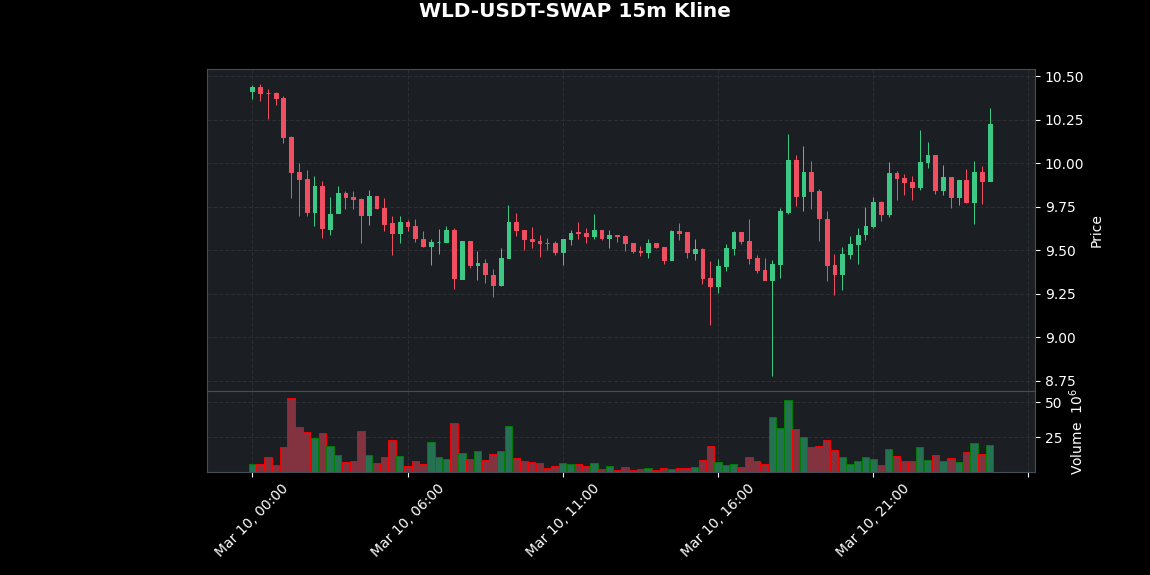 WLD-USDT-SWAP 15m Kline
10.50
10.25
10.00
9.75
9.50
9.25
9.00
8.75
Price
50
25
Volume 10⁶
Mar 10, 00:00
Mar 10, 06:00
Mar 10, 11:00
Mar 10, 16:00
Mar 10, 21:00